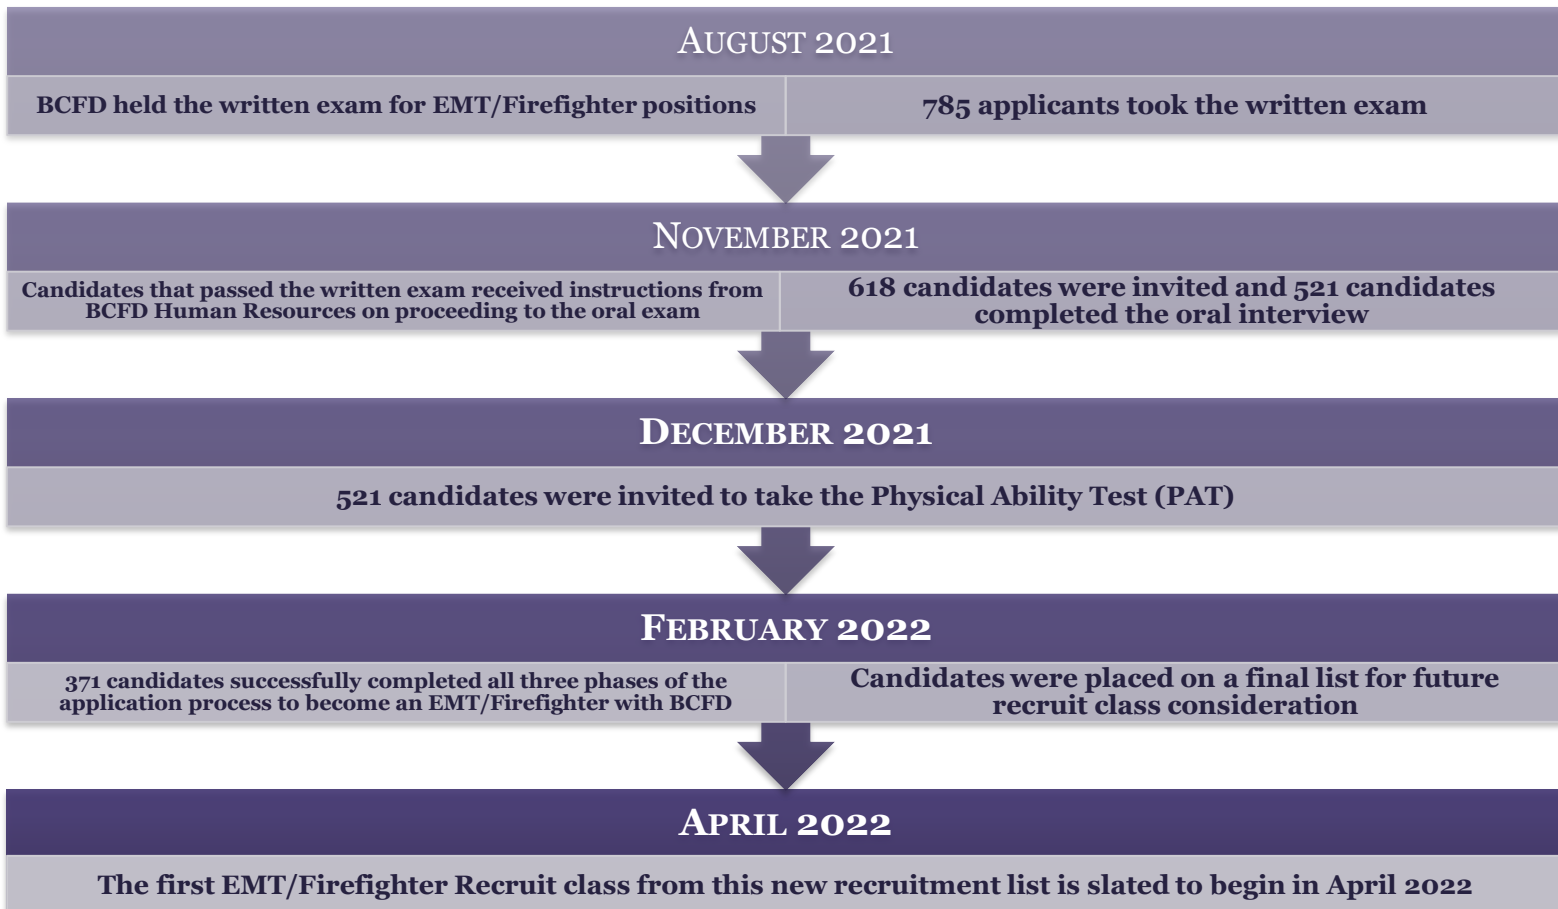 AUGUST 2021
BCFD held the written exam for EMT/Firefighter positions
785 applicants took the written exam
NOVEMBER 2021
Candidates that passed the written exam received instructions from
BCFD Human Resources on proceeding to the oral exam
618 candidates were invited and 521 candidates
completed the oral interview
DECEMBER 2021
521 candidates were invited to take the Physical Ability Test (PAT)
FEBRUARY 2022
371 candidates successfully completed all three phases of the
application process to become an EMT/Firefighter with BCFD
Candidates were placed on a final list for future
recruit class consideration
APRIL 2022
The first EMT/Firefighter Recruit class from this new recruitment list is slated to begin in April 2022